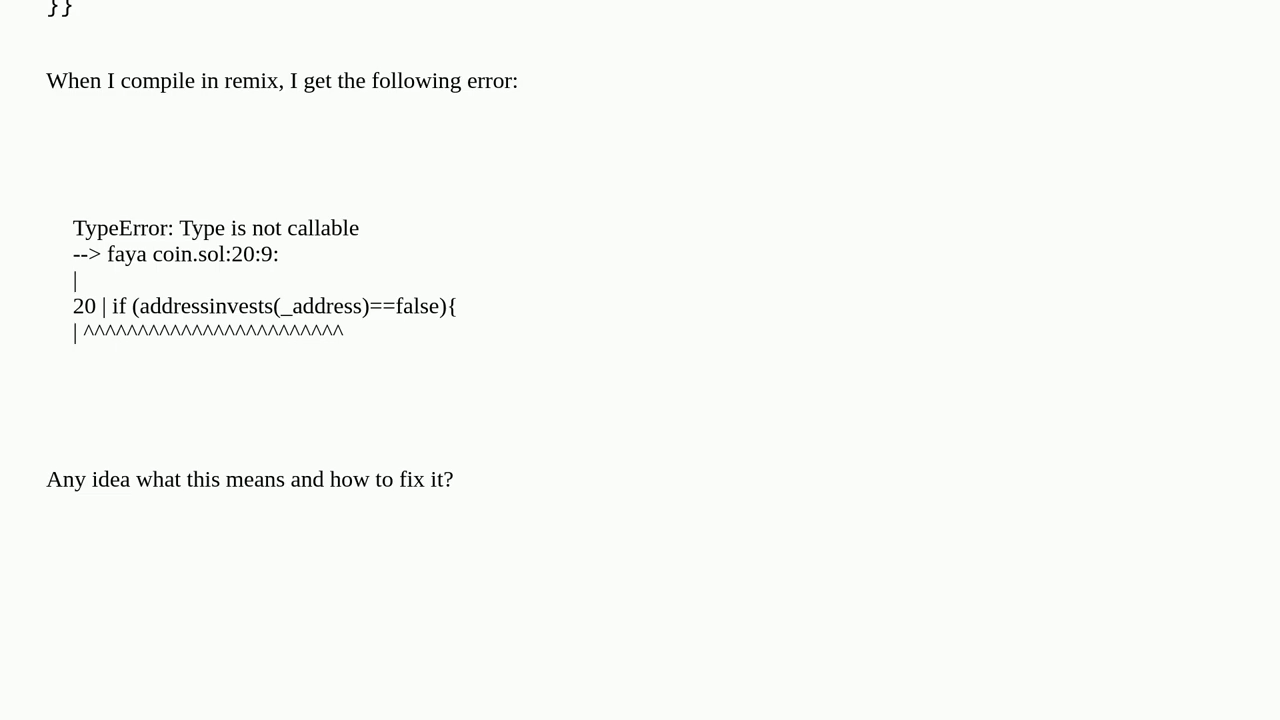 }}
When I compile in remix, I get the following error:
TypeError: Type is not callable
--> faya coin.sol:20:9:
|
20 | if (addressinvests(_address)==false){
| ^^^^^^^^^^^^^^^^^^^^^^^^
Any idea what this means and how to fix it?